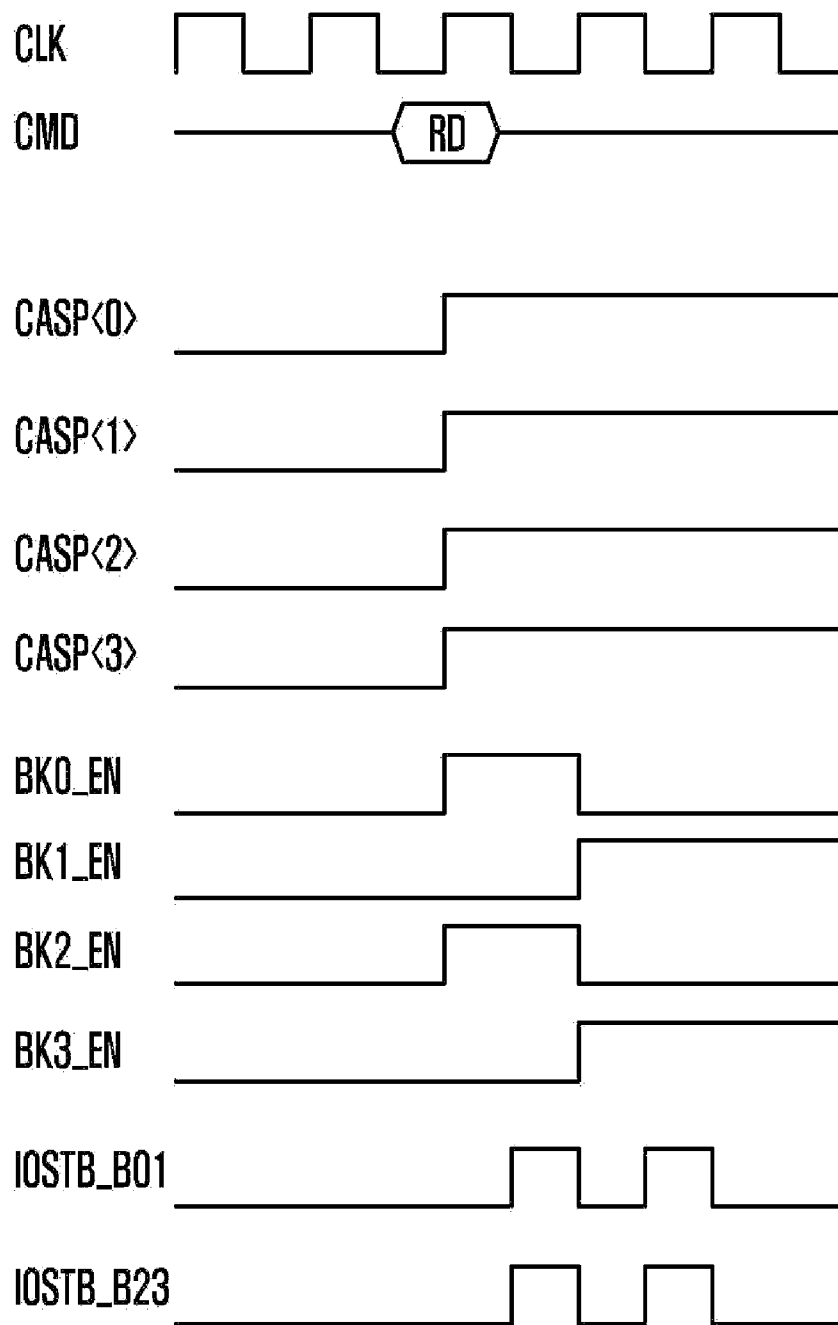 CLK
CMD
RD
CASP<0>
CASP<1>
CASP<2>
CASP<3>
BK0_EN
BK1_EN
BK2_EN
BK3_EN
IOSTB_B01
IOSTB_B23